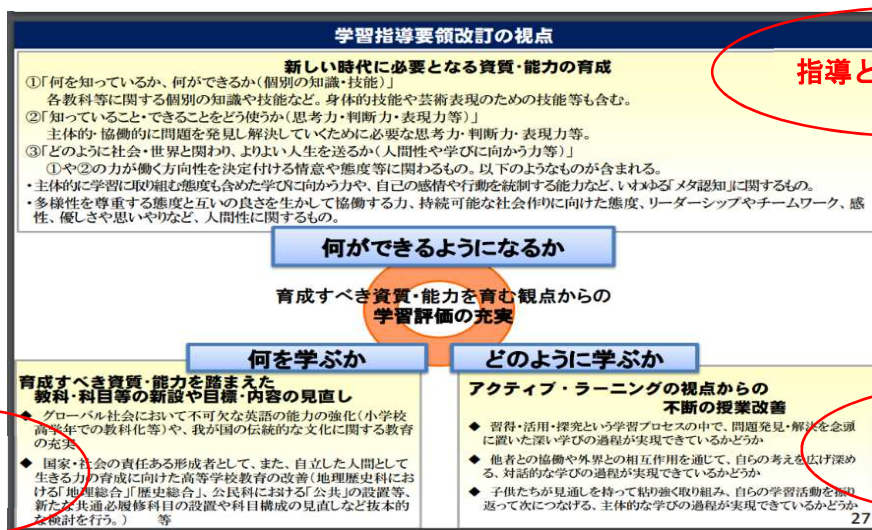 学習指導要領改訂の視点
新しい時代に必要となる資質・能力の育成
①「何を知っているか、何ができるか(個別の知識・技能)」
各教科等に関する個別の知識や技能など。身体的技能や芸術表現のための技能等も含む。
②「知っていること・できることをどう使うか(思考力・判断力・表現力等)」
主体的・協働的に問題を発見し解決していくために必要な思考力・判断力・表現力等。
③「どのように社会・世界と関わり、よりよい人生を送るか(人間性や学びに向かう力等)」
①や②の力が働く方向性を決定付ける情意や態度等に関わるもの。以下のようなものが含まれる。
・主体的に学習に取り組む態度も含めた学びに向かう力や、自己の感情や行動を統制する能力など、いわゆる「メタ認知」に関するもの。
・多様性を尊重する態度と互いの良さを生かして協働する力、持続可能な社会作りに向けた態度、リーダーシップやチームワーク、感
性、優しさや思いやりなど、人間性に関するもの。
指導と
何ができるようになるか
育成すべき資質・能力を育む観点からの
学習評価の充実
何を学ぶか
育成すべき資質・能力を踏まえた
教科・科目等の新設や目標・内容の見直し
◆ グローバル社会において不可欠な英語の能力の強化(小学校
高学年での教科化等)や、我が国の伝統的な文化に関する教育
の充実
◆ 国家・社会の責任ある形成者として、また、自立した人間として
生きる力の育成に向けた高等学校教育の改善(地理歴史科にお
ける「地理総合」「歴史総合」、公民科における「公共」の設置等、
新たな共通必履修科目の設置や科目構成の見直しなど抜本的
な検討を行う。) 等
どのように学ぶか
アクティブ・ラーニングの視点からの
不断の授業改善
◆ 習得・活用・探究という学習プロセスの中で、問題発見・解決を念頭
に置いた深い学びの過程が実現できているかどうか
◆ 他者との協働や外界との相互作用を通じて、自らの考えを広げ深め
る、対話的な学びの過程が実現できているかどうか
◆ 子供たちが見通しを持って粘り強く取り組み、自らの学習活動を振り
返って次につなげる、主体的な学びの過程が実現できているかどうか
27